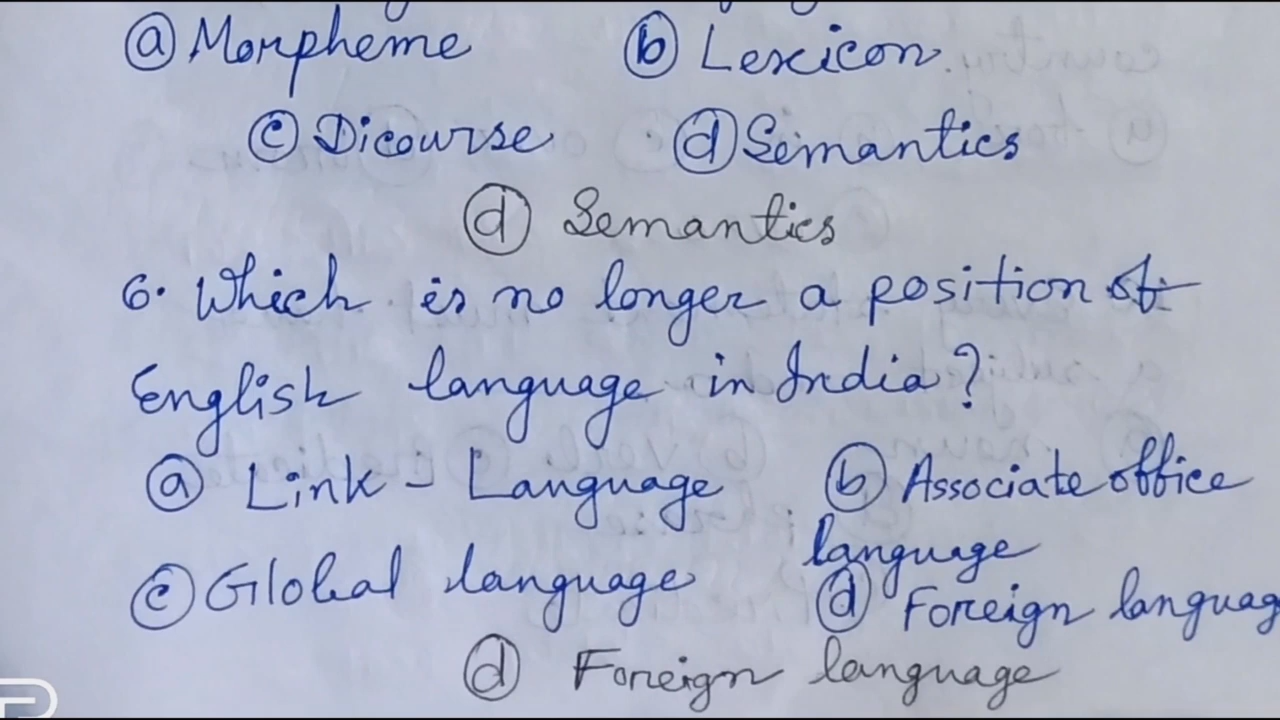 ⓐ Morpheme ⓑ Lexicon
ⓒ Dicourse ⓓ Semantics
ⓓ Semantics
6. Which is no longer a position of
English language in India?
ⓐ Link - Language ⓑ Associate office
language
ⓒ Global language ⓓ Foreign languag
ⓓ Foreign language